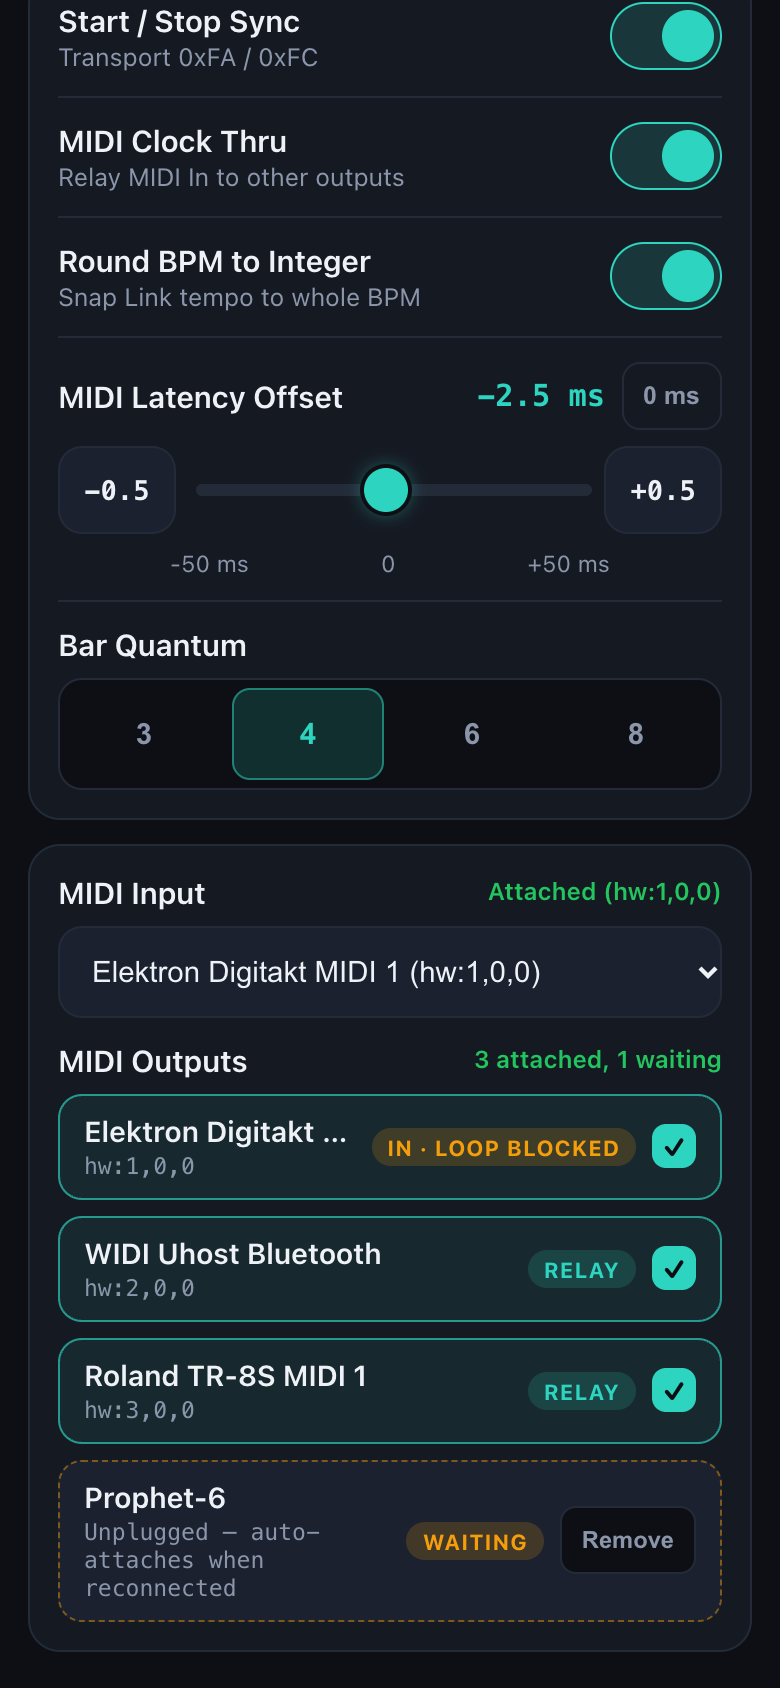 Start / Stop Sync
Transport 0xFA / 0xFC
MIDI Clock Thru
Relay MIDI In to other outputs
Round BPM to Integer
Snap Link tempo to whole BPM
MIDI Latency Offset
−2.5 ms
0 ms
−0.5
+0.5
-50 ms
0
+50 ms
Bar Quantum
3
4
6
8
MIDI Input
Attached (hw:1,0,0)
Elektron Digitakt MIDI 1 (hw:1,0,0)
MIDI Outputs
3 attached, 1 waiting
Elektron Digitakt ...
hw:1,0,0
IN · LOOP BLOCKED
WIDI Uhost Bluetooth
hw:2,0,0
RELAY
Roland TR-8S MIDI 1
hw:3,0,0
RELAY
Prophet-6
Unplugged — auto-
attaches when
reconnected
WAITING
Remove